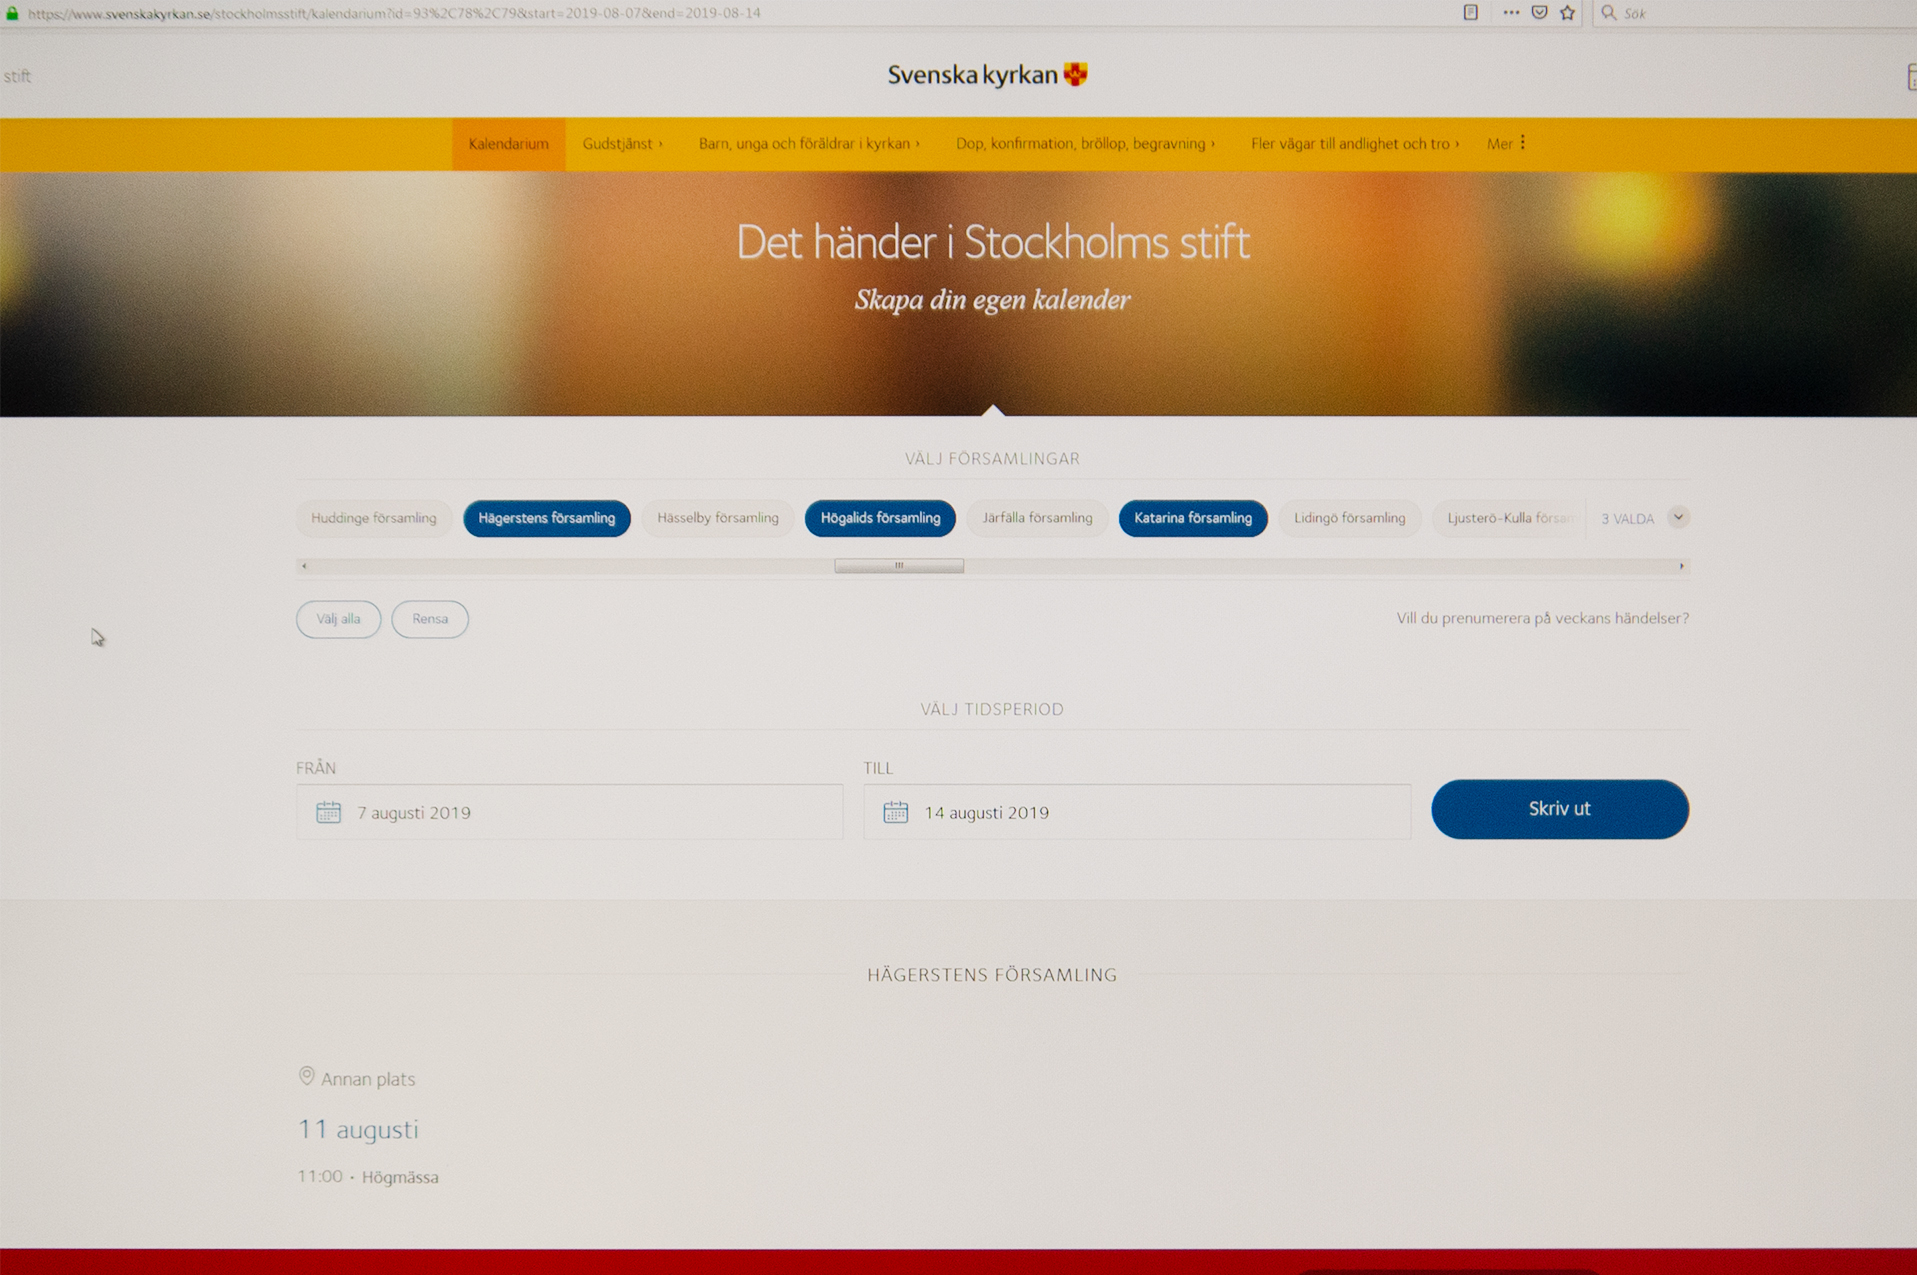 https://www.svenskakyrkan.se/stockholmsstift/kalendarium?id=93%2C78%2C79&start=2019-08-07&end=2019-08-14
Sök
stift
Svenska kyrkan
Kalendarium Gudstjänst Barn, unga och föräldrar i kyrkan Dop, konfirmation, bröllop, begravning Fler vägar till andlighet och tro Mer
Det händer i Stockholms stift
Skapa din egen kalender
VÄLJ FÖRSAMLINGAR
Huddinge församling Hägerstens församling Hässelby församling Högalids församling Järfälla församling Katarina församling Lidingö församling Ljusterö-Kulla försam 3 VALDA
Välj alla Rensa Vill du prenumerera på veckans händelser?
VÄLJ TIDSPERIOD
FRÅN TILL
7 augusti 2019 14 augusti 2019 Skriv ut
HÄGERSTENS FÖRSAMLING
Annan plats
11 augusti
11:00 · Högmässa